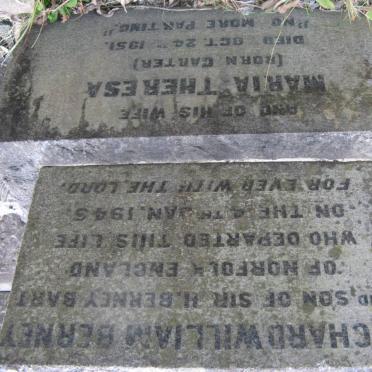 CHARD WILLIAM BERNEY
RD SON OF SIR H. BERNEY BART
OF NORFOLK ENGLAND
WHO DEPARTED THIS LIFE
ON THE 4TH JAN. 1945.
FOR EVER WITH THE LORD.
AND OF HIS WIFE
MARIA THERESA
(BORN CARTER)
DIED OCT. 24TH 1951.
"NO MORE PARTING"